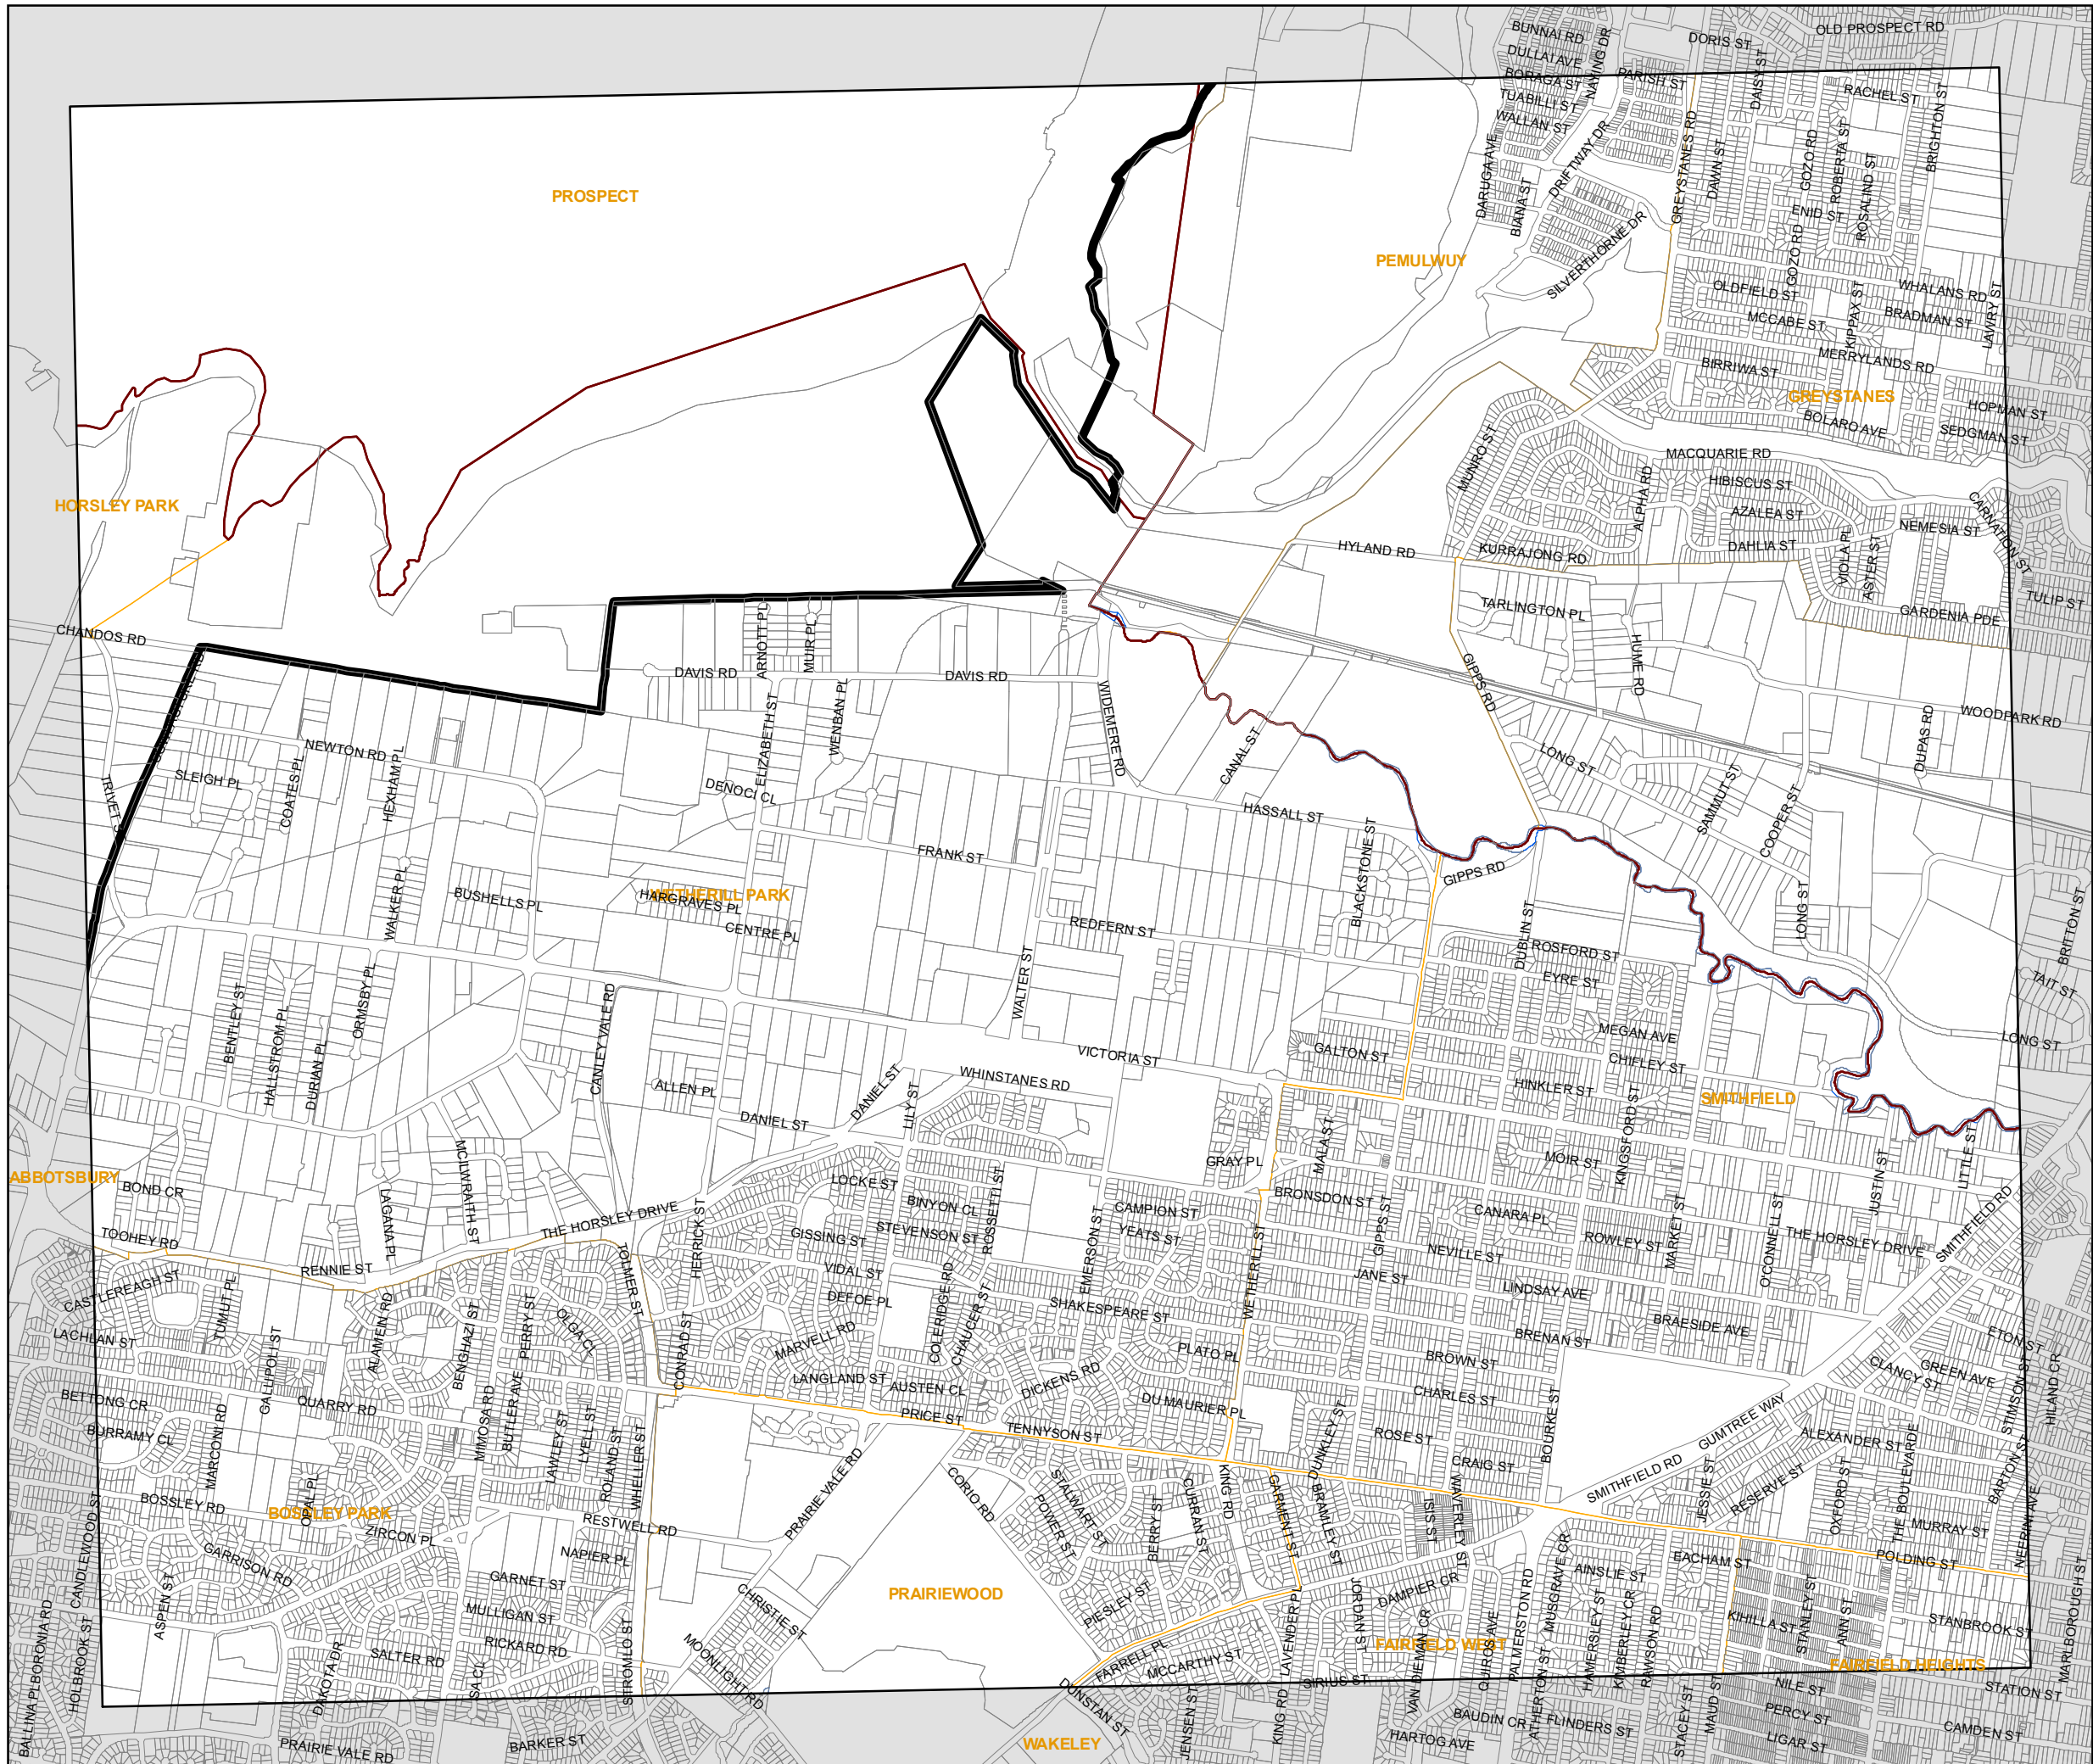 BUNNAI RD
DORIS ST
OLD PROSPECT RD
DULLAI AVE
NAYING DR
BORAGA ST
PARISH ST
DAISY ST
RACHEL ST
TUABILLI ST
WALLAN ST
BRIGHTON ST
DARUGA AVE
DRIFTWAY DR
GREYSTANES RD
DAWN ST
GOZO RD
ROBERTA ST
ROSALIND ST
PROSPECT
BIANA ST
ENID ST
PEMULWUY
SILVERTHORNE DR
GOZO RD
OLDFIELD ST
WHALANS RD
MCCABE ST
KIPPAX ST
BRADMAN ST
LAWRY ST
BIRRIWA ST
MERRYLANDS RD
GREYSTANES
HOPMAN ST
BOLARO AVE
SEDGMAN ST
MUNRO ST
MACQUARIE RD
HIBISCUS ST
ALPHA RD
AZALEA ST
NEMESIA ST
CARNATION ST
HORSLEY PARK
HYLAND RD
KURRAJONG RD
DAHLIA ST
VIOLA PL
ASTER ST
TULIP ST
TARLINGTON PL
GARDENIA PDE
CHANDOS RD
ARNOTT PL
MUIR PL
HUME RD
DAVIS RD
DAVIS RD
GIPPS RD
WIDEMERE RD
WOODPARK RD
NEWTON RD
ELIZABETH ST
WENBAN PL
CANAL ST
LONG ST
DUPAS RD
SLEIGH PL
COATES PL
HEXHAM PL
DENOCI CL
HASSALL ST
SAMMUT ST
COOPER ST
FRANK ST
BLACKSTONE ST
GIPPS RD
WALKER PL
BUSHELLS PL
HARGRAVES PL
WETHERILL PARK
CENTRE PL
REDFERN ST
DUBLIN ST
LONG ST
BRITTON ST
ROSFORD ST
EYRE ST
TAIT ST
BENTLEY ST
HALLSTROM PL
DURIAN PL
ORMSBY PL
CANLEY VALE RD
WALTER ST
VICTORIA ST
GALTON ST
MEGAN AVE
CHIFLEY ST
LONG ST
ALLEN PL
DANIEL ST
WHINSTANES RD
HINKLER ST
KINGSFORD ST
SMITHFIELD
DANIEL ST
LILY ST
MALA ST
ABBOTSBURY
BOND CR
LAGANA PL
MCILWRAITH ST
LOCKE ST
GRAY PL
MOIR ST
JUSTIN ST
LITTLE ST
BINYON CL
ROSSETTI ST
CAMPION ST
BRONSDON ST
CANARA PL
MARKET ST
O'CONNELL ST
SMITHFIELD RD
TOOHEY RD
THE HORSLEY DRIVE
HERRICK ST
GISSING ST
STEVENSON ST
EMERSON ST
YEATS ST
WETHERILL ST
GIPPS ST
NEVILLE ST
ROWLEY ST
THE HORSLEY DRIVE
RENNIE ST
TOLMER ST
VIDAL ST
JANE ST
CASTLEREAGH ST
TUMUT PL
DEFOE PL
COLERIDGE RD
CHAUCER ST
SHAKESPEARE ST
LINDSAY AVE
LACHLAN ST
GALLIPOLI ST
ALAMEIN RD
BENGHAZI ST
PERRY ST
OLGA CL
CONRAD ST
MARVELL RD
PLATO PL
BRENAN ST
BRAESIDE AVE
ETON ST
BETTONG CR
QUARRY RD
LANGLAND ST
AUSTEN CL
DICKENS RD
BROWN ST
CLANCY ST
GREEN AVE
STIMSON ST
HILAND CR
BURRAMY CL
MARCONI RD
MIMOSA RD
BUTLER AVE
PRICE ST
DU MAURIER PL
CHARLES ST
BOURKE ST
GUMTREE WAY
TENNYSON ST
ROSE ST
DUNKLEY ST
ALEXANDER ST
LAWLEY ST
LYELL ST
ROLAND ST
WHELLER ST
PRAIRIE VALE RD
CRAIG ST
SMITHFIELD RD
THE BOULEVARDE
BARTON ST
BOSSLEY RD
OPAL PL
BOSSLEY PARK
CORIO RD
STALWART ST
POWER ST
CURRAN ST
KING RD
GARMENT ST
BRAMLEY ST
ISIS ST
WAVERLEY ST
JESSIE ST
RESERVE ST
OXFORD ST
MURRAY ST
CANDLEWOOD ST
ZIRCON PL
RESTWELL RD
BERRY ST
NEERINI AVE
GARRISON RD
NAPIER PL
EACHAM ST
POLDING ST
ASPEN ST
GARNET ST
CHRISTIE ST
PRAIRIEWOOD
PIESLEY ST
JORDAN ST
DAMPIER CR
MUSGRAVE CR
AINSLIE ST
MULLIGAN ST
LAVENDER PL
PALMERSTON RD
HAMERSLEY ST
KIMBERLEY CR
RAWSON RD
KIHILLA ST
STANLEY ST
ANN ST
STANBROOK ST
MARLBOROUGH ST
BORONIA RD
HOLBROOK ST
DAKOTA DR
SALTER RD
RICKARD RD
STROMLO ST
MOONLIGHT RD
FARRELL PL
MCCARTHY ST
VAN DIEMAN CR
FAIRFIELD WEST
QUIROS AVE
FAIRFIELD HEIGHTS
BALLINA PL
SIRIUS ST
ATHERTON ST
STATION ST
DUNSTAN ST
JENSEN ST
KING RD
BAUDIN CR
FLINDERS ST
STACEY ST
MAUD ST
NILE ST
PERCY ST
CAMDEN ST
PRAIRIE VALE RD
BARKER ST
WAKELEY
HARTOG AVE
LIGAR ST